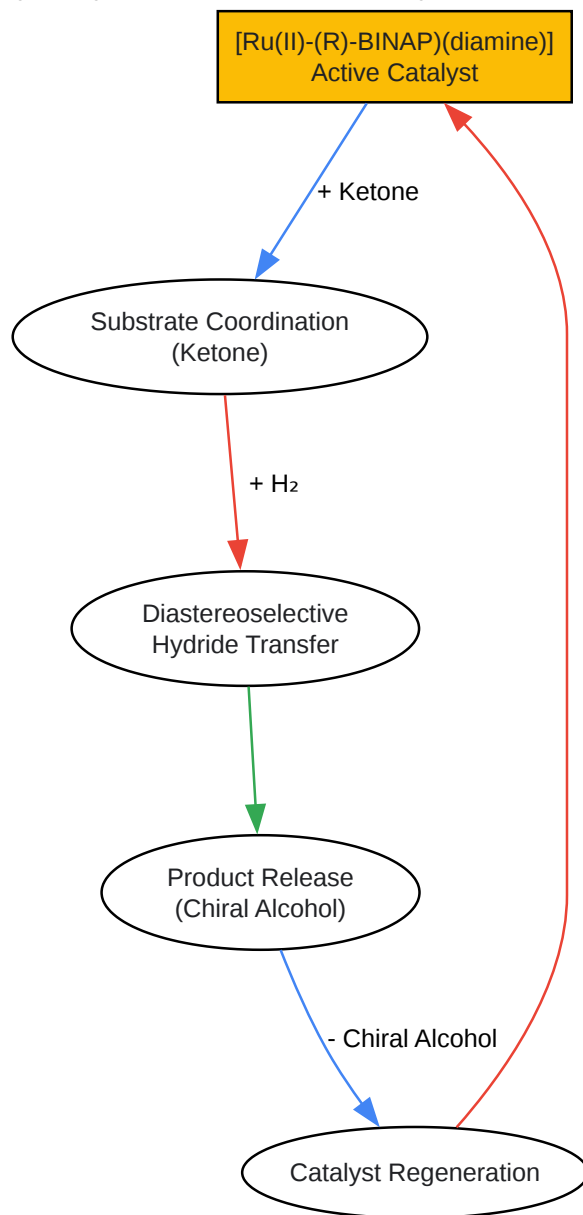 [Ru(II)-(R)-BINAP)(diamine)]
Active Catalyst
+ Ketone
Substrate Coordination
(Ketone)
+ H₂
Diastereoselective
Hydride Transfer
Product Release
(Chiral Alcohol)
- Chiral Alcohol
Catalyst Regeneration